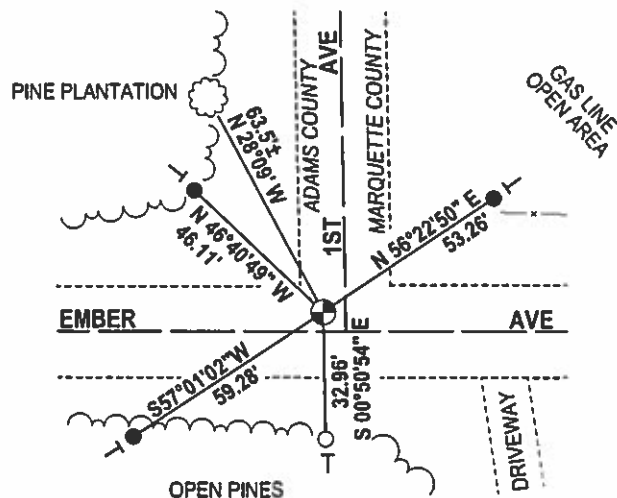 PINE PLANTATION
63.5'±
N 28°09' W
ADAMS COUNTY
1ST AVE
MARQUETTE COUNTY
GAS LINE
OPEN AREA
T
N 46°40'49" W
46.11'
N 56°22'50" E
53.26'
T
x
EMBER AVE
S57°01'02"W
59.28'
32.96'
S 00°50'54" E
T
T
OPEN PINES
DRIVEWAY